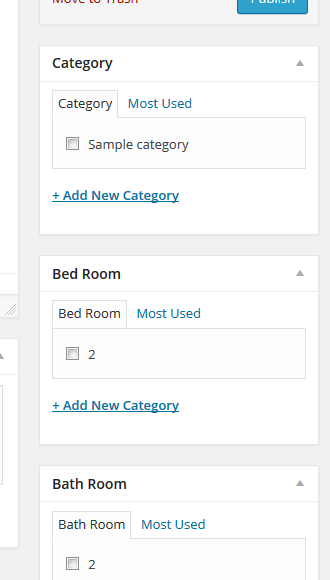 Move to Trash
Publish
Category
Category Most Used
Sample category
+ Add New Category
Bed Room
Bed Room Most Used
2
+ Add New Category
Bath Room
Bath Room Most Used
2